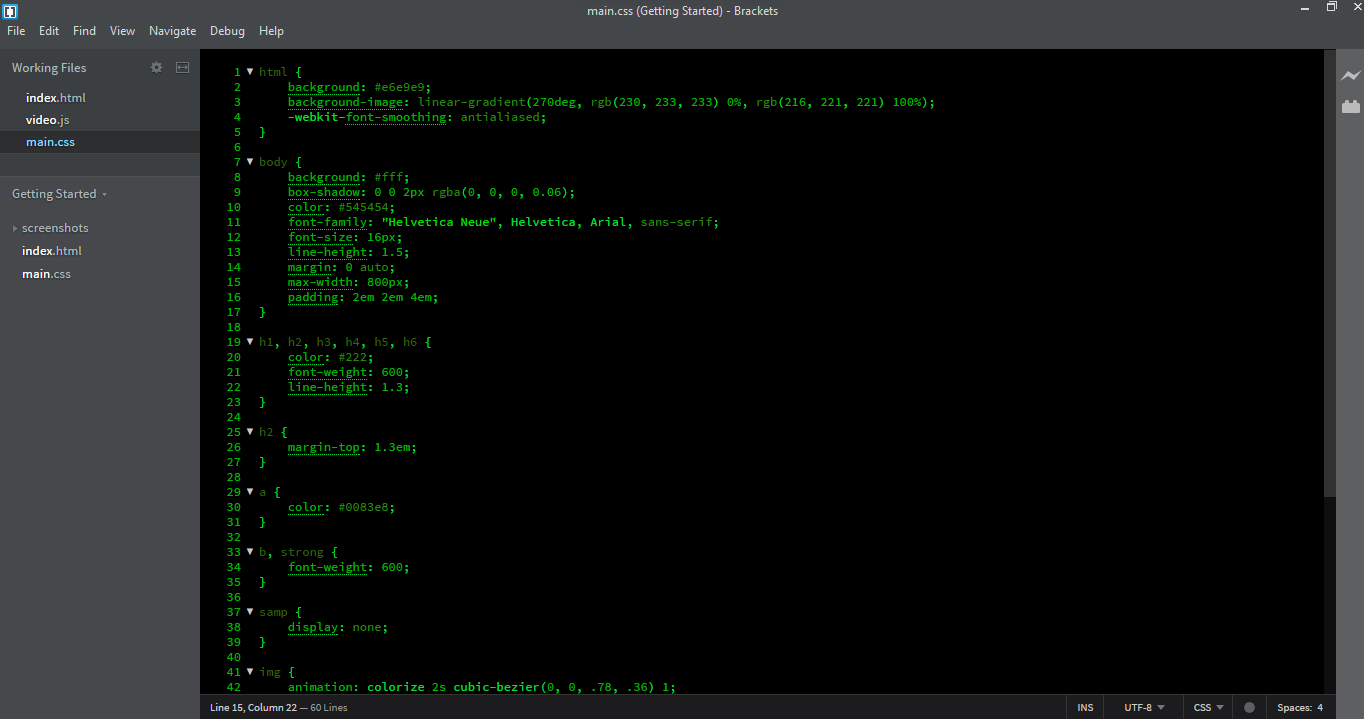 main.css (Getting Started) - Brackets
File Edit Find View Navigate Debug Help
Working Files
index.html
video.js
main.css
Getting Started
screenshots
index.html
main.css
1 html {
2 background: #e6e9e9;
3 background-image: linear-gradient(270deg, rgb(230, 233, 233) 0%, rgb(216, 221, 221) 100%);
4 -webkit-font-smoothing: antialiased;
5 }
6
7 body {
8 background: #fff;
9 box-shadow: 0 0 2px rgba(0, 0, 0, 0.06);
10 color: #545454;
11 font-family: "Helvetica Neue", Helvetica, Arial, sans-serif;
12 font-size: 16px;
13 line-height: 1.5;
14 margin: 0 auto;
15 max-width: 800px;
16 padding: 2em 2em 4em;
17 }
18
19 h1, h2, h3, h4, h5, h6 {
20 color: #222;
21 font-weight: 600;
22 line-height: 1.3;
23 }
24
25 h2 {
26 margin-top: 1.3em;
27 }
28
29 a {
30 color: #0083e8;
31 }
32
33 b, strong {
34 font-weight: 600;
35 }
36
37 samp {
38 display: none;
39 }
40
41 img {
42 animation: colorize 2s cubic-bezier(0, 0, .78, .36) 1;
Line 15, Column 22 — 60 Lines
INS UTF-8 CSS Spaces: 4